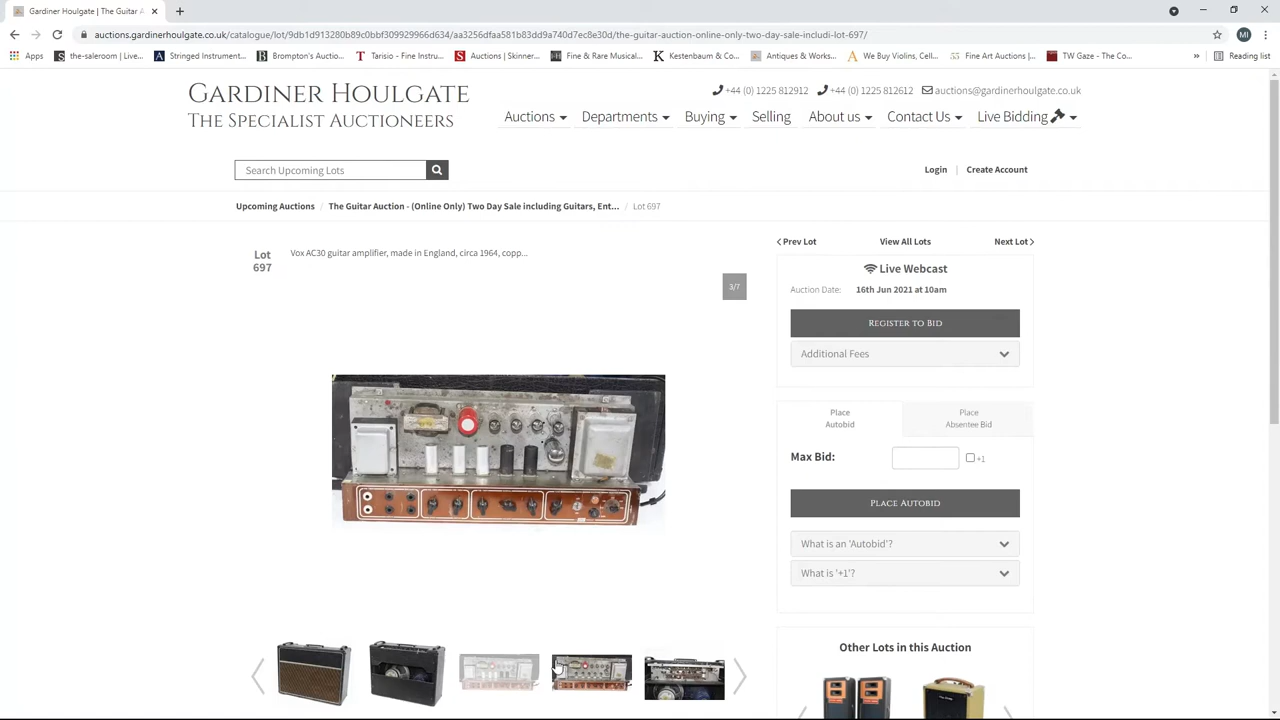 Gardiner Houlgate | The Guitar A
auctions.gardinerhoulgate.co.uk/catalogue/lot/9db1d913280b89c0bbf309929966d634/aa3256dfaa581b83dd9a740d7ec8e30d/the-guitar-auction-online-only-two-day-sale-includi-lot-697/
MI
Apps
the-saleroom | Live...
Stringed Instrument...
Brompton's Auctio...
Tarisio - Fine Instru...
Auctions | Skinner...
Fine & Rare Musical...
Kestenbaum & Co...
Antiques & Works...
We Buy Violins, Cell...
Fine Art Auctions |...
TW Gaze - The Co...
Reading list
GARDINER HOULGATE
THE SPECIALIST AUCTIONEERS
+44 (0) 1225 812912
+44 (0) 1225 812612
auctions@gardinerhoulgate.co.uk
Auctions
Departments
Buying
Selling
About us
Contact Us
Live Bidding
Search Upcoming Lots
Login | Create Account
Upcoming Auctions / The Guitar Auction - (Online Only) Two Day Sale including Guitars, Ent... / Lot 697
Lot
697
Vox AC30 guitar amplifier, made in England, circa 1964, copp...
3/7
Prev Lot
View All Lots
Next Lot
Live Webcast
Auction Date: 16th Jun 2021 at 10am
REGISTER TO BID
Additional Fees
Place
Autobid
Place
Absentee Bid
Max Bid:
+1
PLACE AUTOBID
What is an 'Autobid'?
What is '+1'?
Other Lots in this Auction